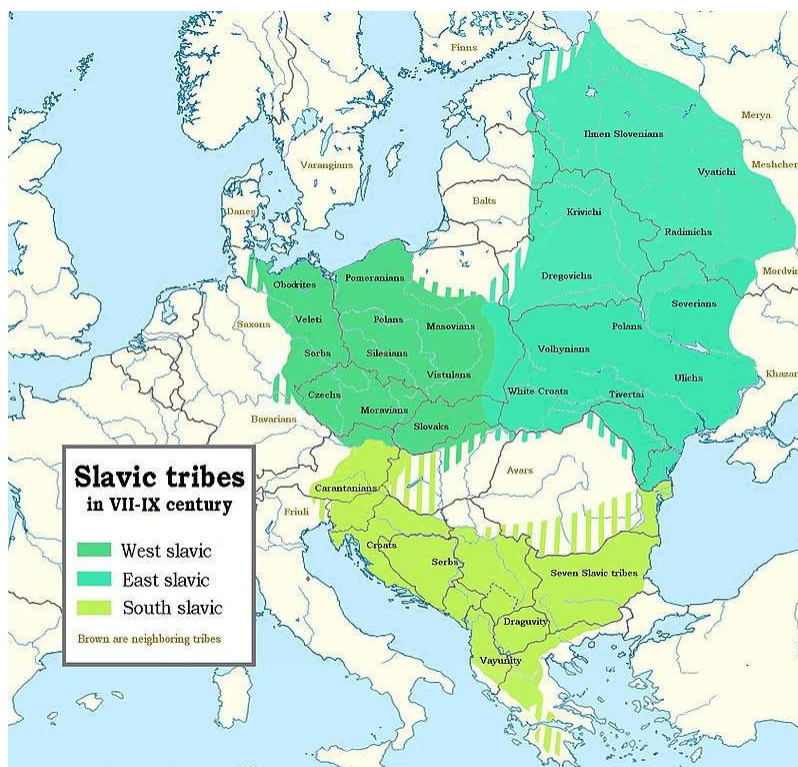 Finns
Merya
Ilmen Slovenians
Meshcher
Varangians
Vyatichi
Balts
Danes
Krivichi
Radimichs
Mordvin
Dregovichs
Pomeranians
Obodrites
Severians
Veleti
Polans
Saxons
Masovians
Polans
Volhynians
Sorbs
Silesians
Vistulans
Ulichs
Khazar
Czechs
White Croats
Tivertsi
Moravians
Bavarians
Slovaks
Avars
Carantanians
Friuli
Croats
Serbs
Seven Slavic tribes
Draguvity
Vayunity
Slavic tribes
in VII-IX century
West slavic
East slavic
South slavic
Brown are neighboring tribes